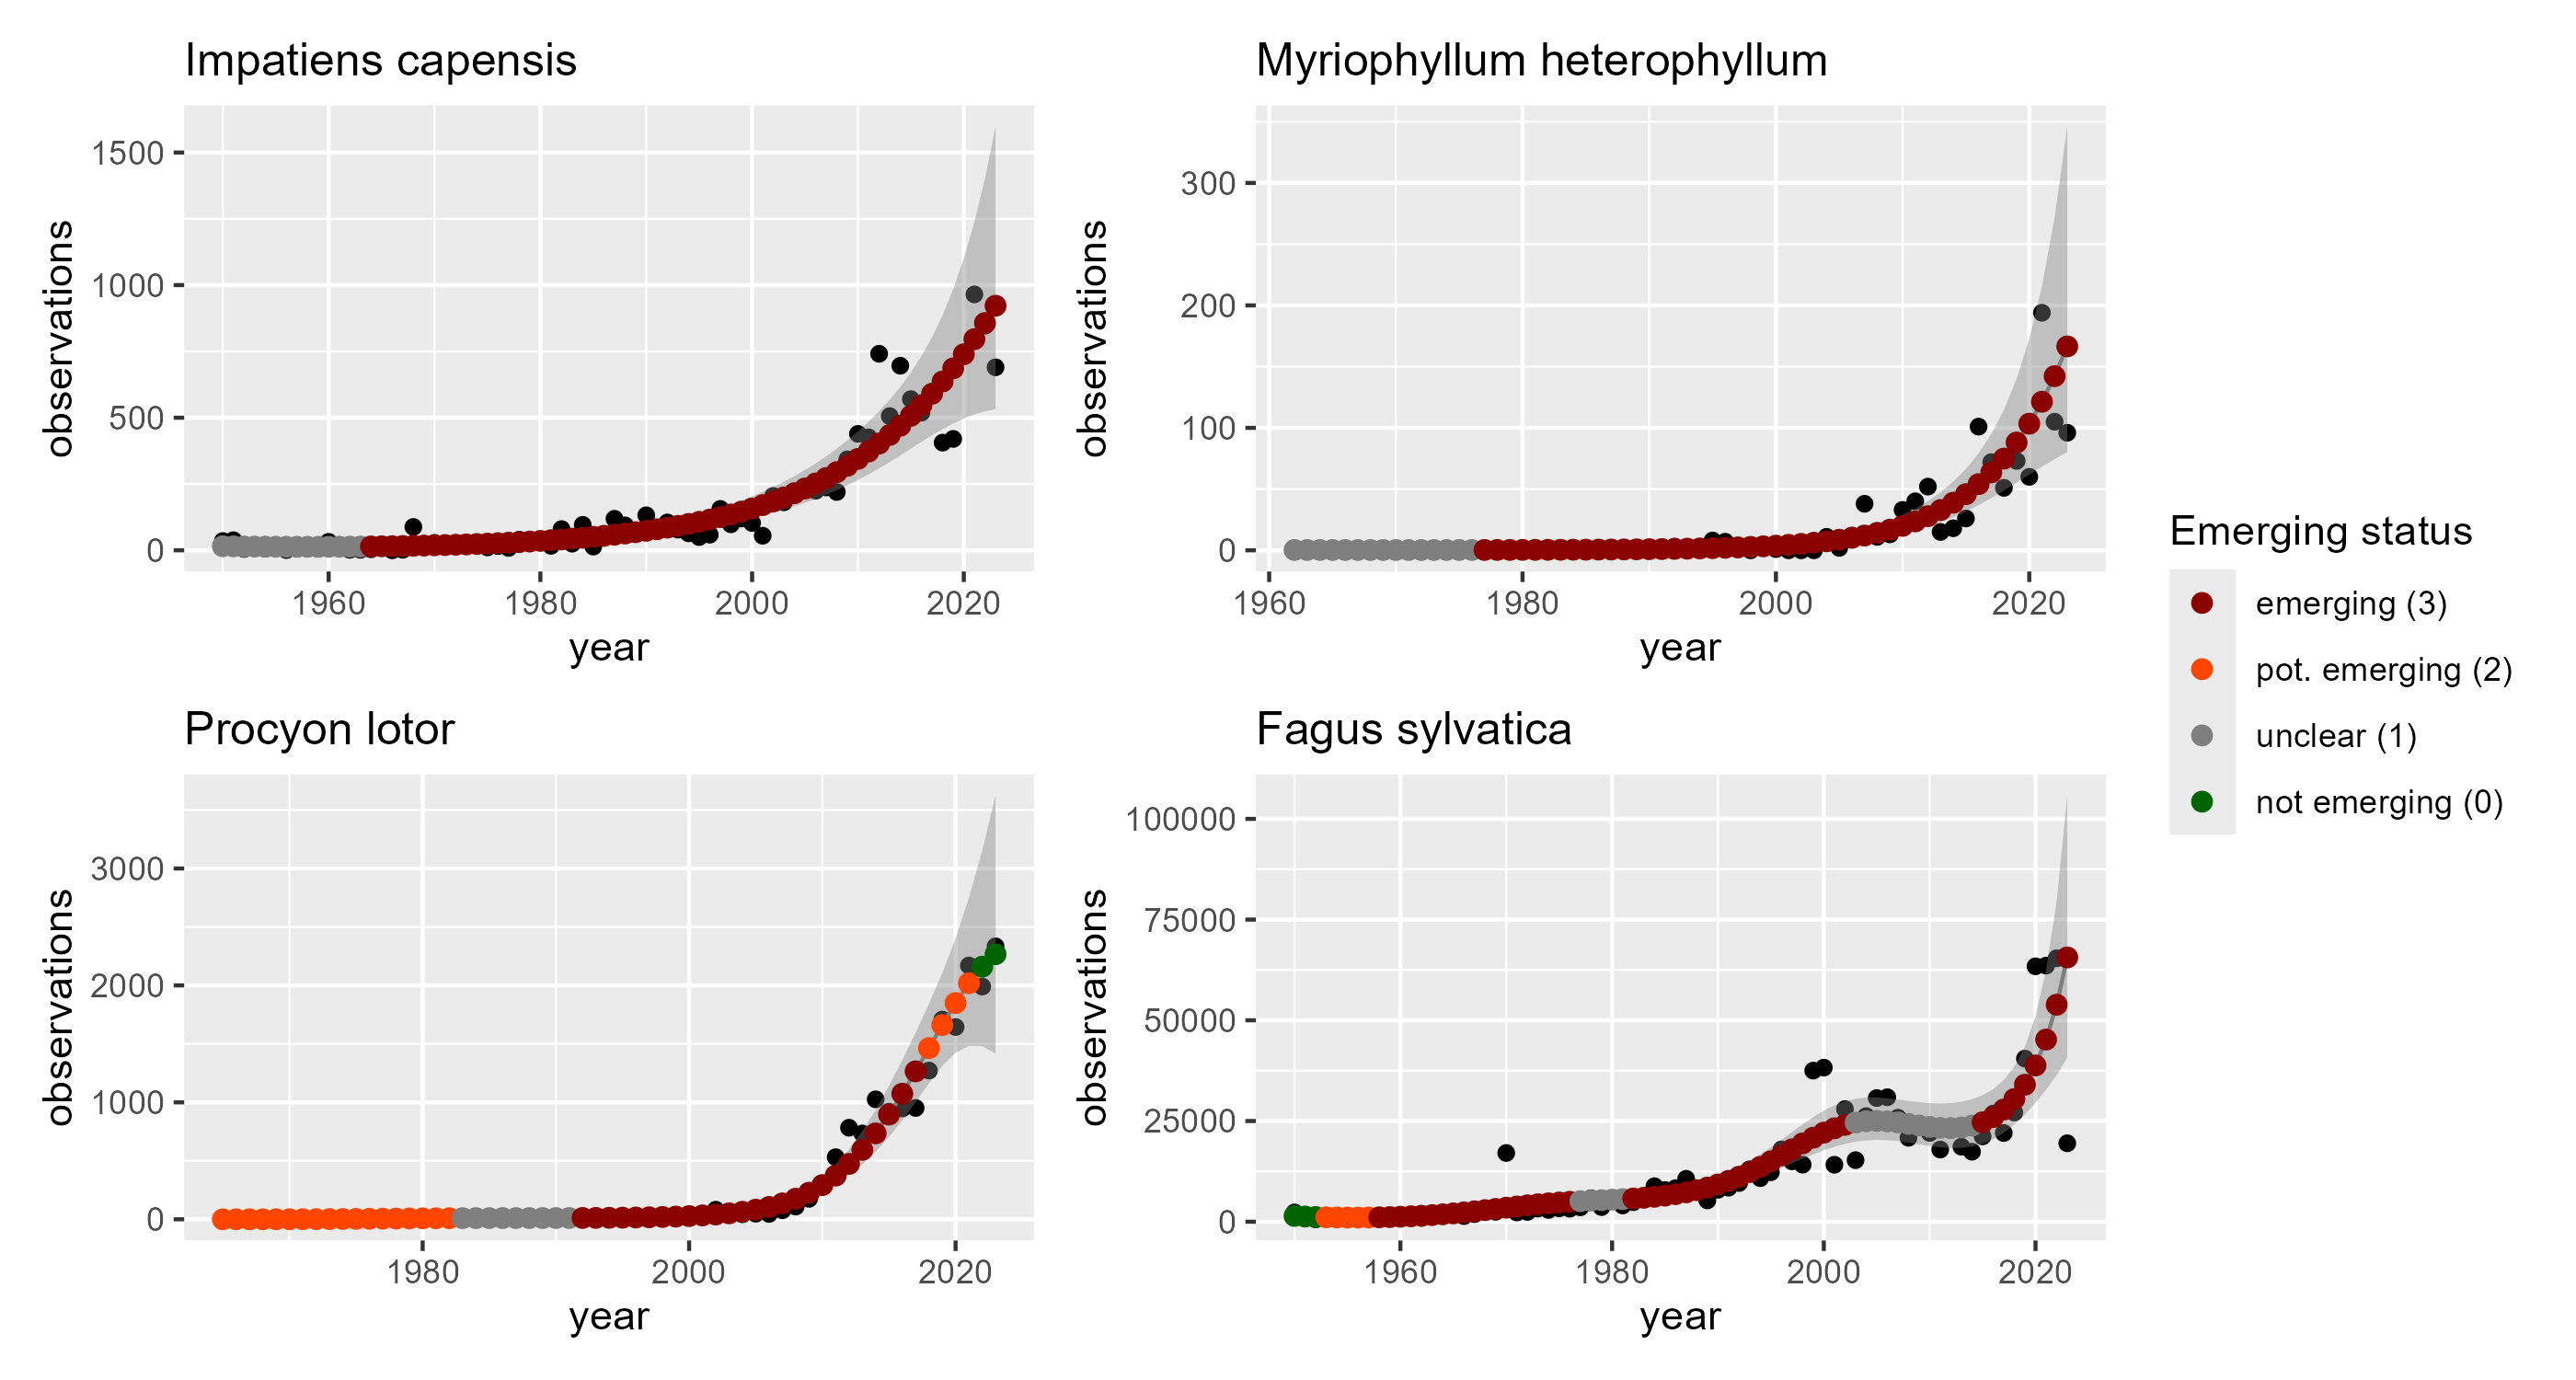 Impatiens capensis
1500
1000
500
0
observations
1960 1980 2000 2020
year
Myriophyllum heterophyllum
300
200
100
0
observations
1960 1980 2000 2020
year
Procyon lotor
3000
2000
1000
0
observations
1980 2000 2020
year
Fagus sylvatica
100000
75000
50000
25000
0
observations
1960 1980 2000 2020
year
Emerging status
emerging (3)
pot. emerging (2)
unclear (1)
not emerging (0)